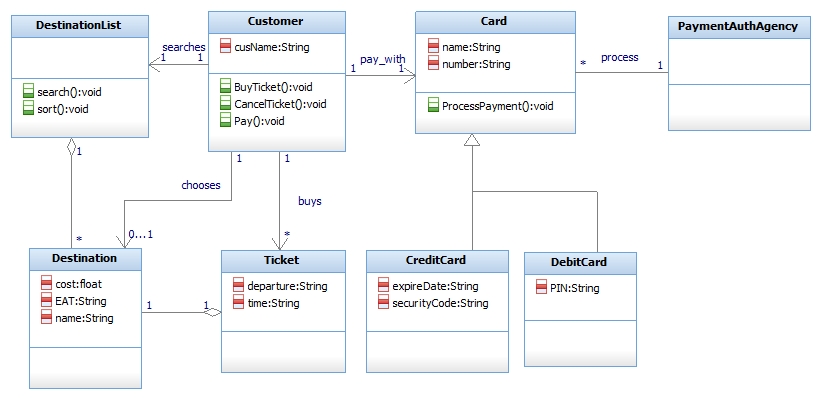 DestinationList
search():void
sort():void
searches
1
1
Customer
cusName:String
BuyTicket():void
CancelTicket():void
Pay():void
pay_with
1
1
Card
name:String
number:String
ProcessPayment():void
process
*
1
PaymentAuthAgency
1
*
1
chooses
0...1
1
buys
*
Destination
cost:float
EAT:String
name:String
1
1
Ticket
departure:String
time:String
CreditCard
expireDate:String
securityCode:String
DebitCard
PIN:String